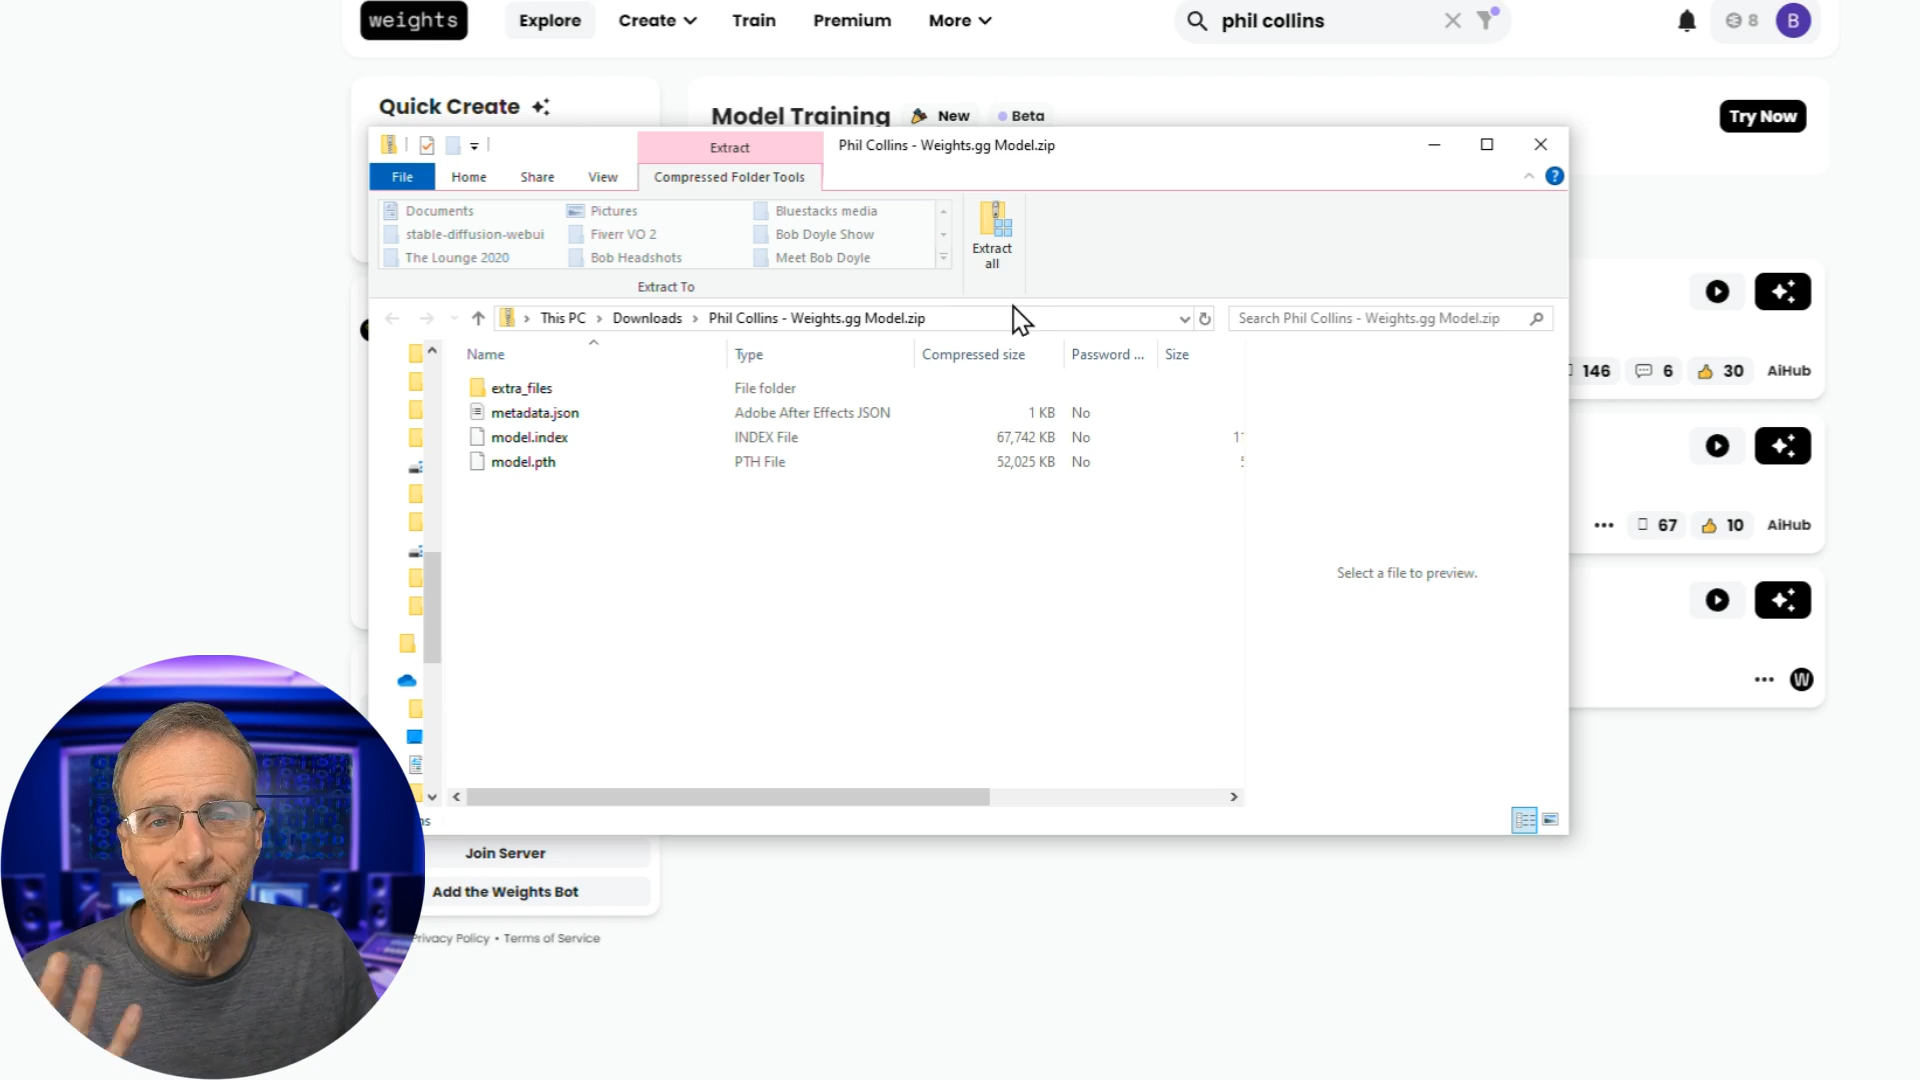 weights
Explore
Create
Train
Premium
More
phil collins
8
B
Quick Create
Model Training
New
Beta
Try Now
Extract
Phil Collins - Weights.gg Model.zip
File
Home
Share
View
Compressed Folder Tools
Documents
Pictures
Bluestacks media
stable-diffusion-webui
Fiverr VO 2
Bob Doyle Show
The Lounge 2020
Bob Headshots
Meet Bob Doyle
Extract To
Extract
all
This PC
Downloads
Phil Collins - Weights.gg Model.zip
Search Phil Collins - Weights.gg Model.zip
Name
Type
Compressed size
Password ...
Size
extra_files
File folder
metadata.json
Adobe After Effects JSON
1 KB
No
model.index
INDEX File
67,742 KB
No
model.pth
PTH File
52,025 KB
No
Select a file to preview.
146
6
30
AiHub
67
10
AiHub
W
Join Server
Add the Weights Bot
Privacy Policy • Terms of Service